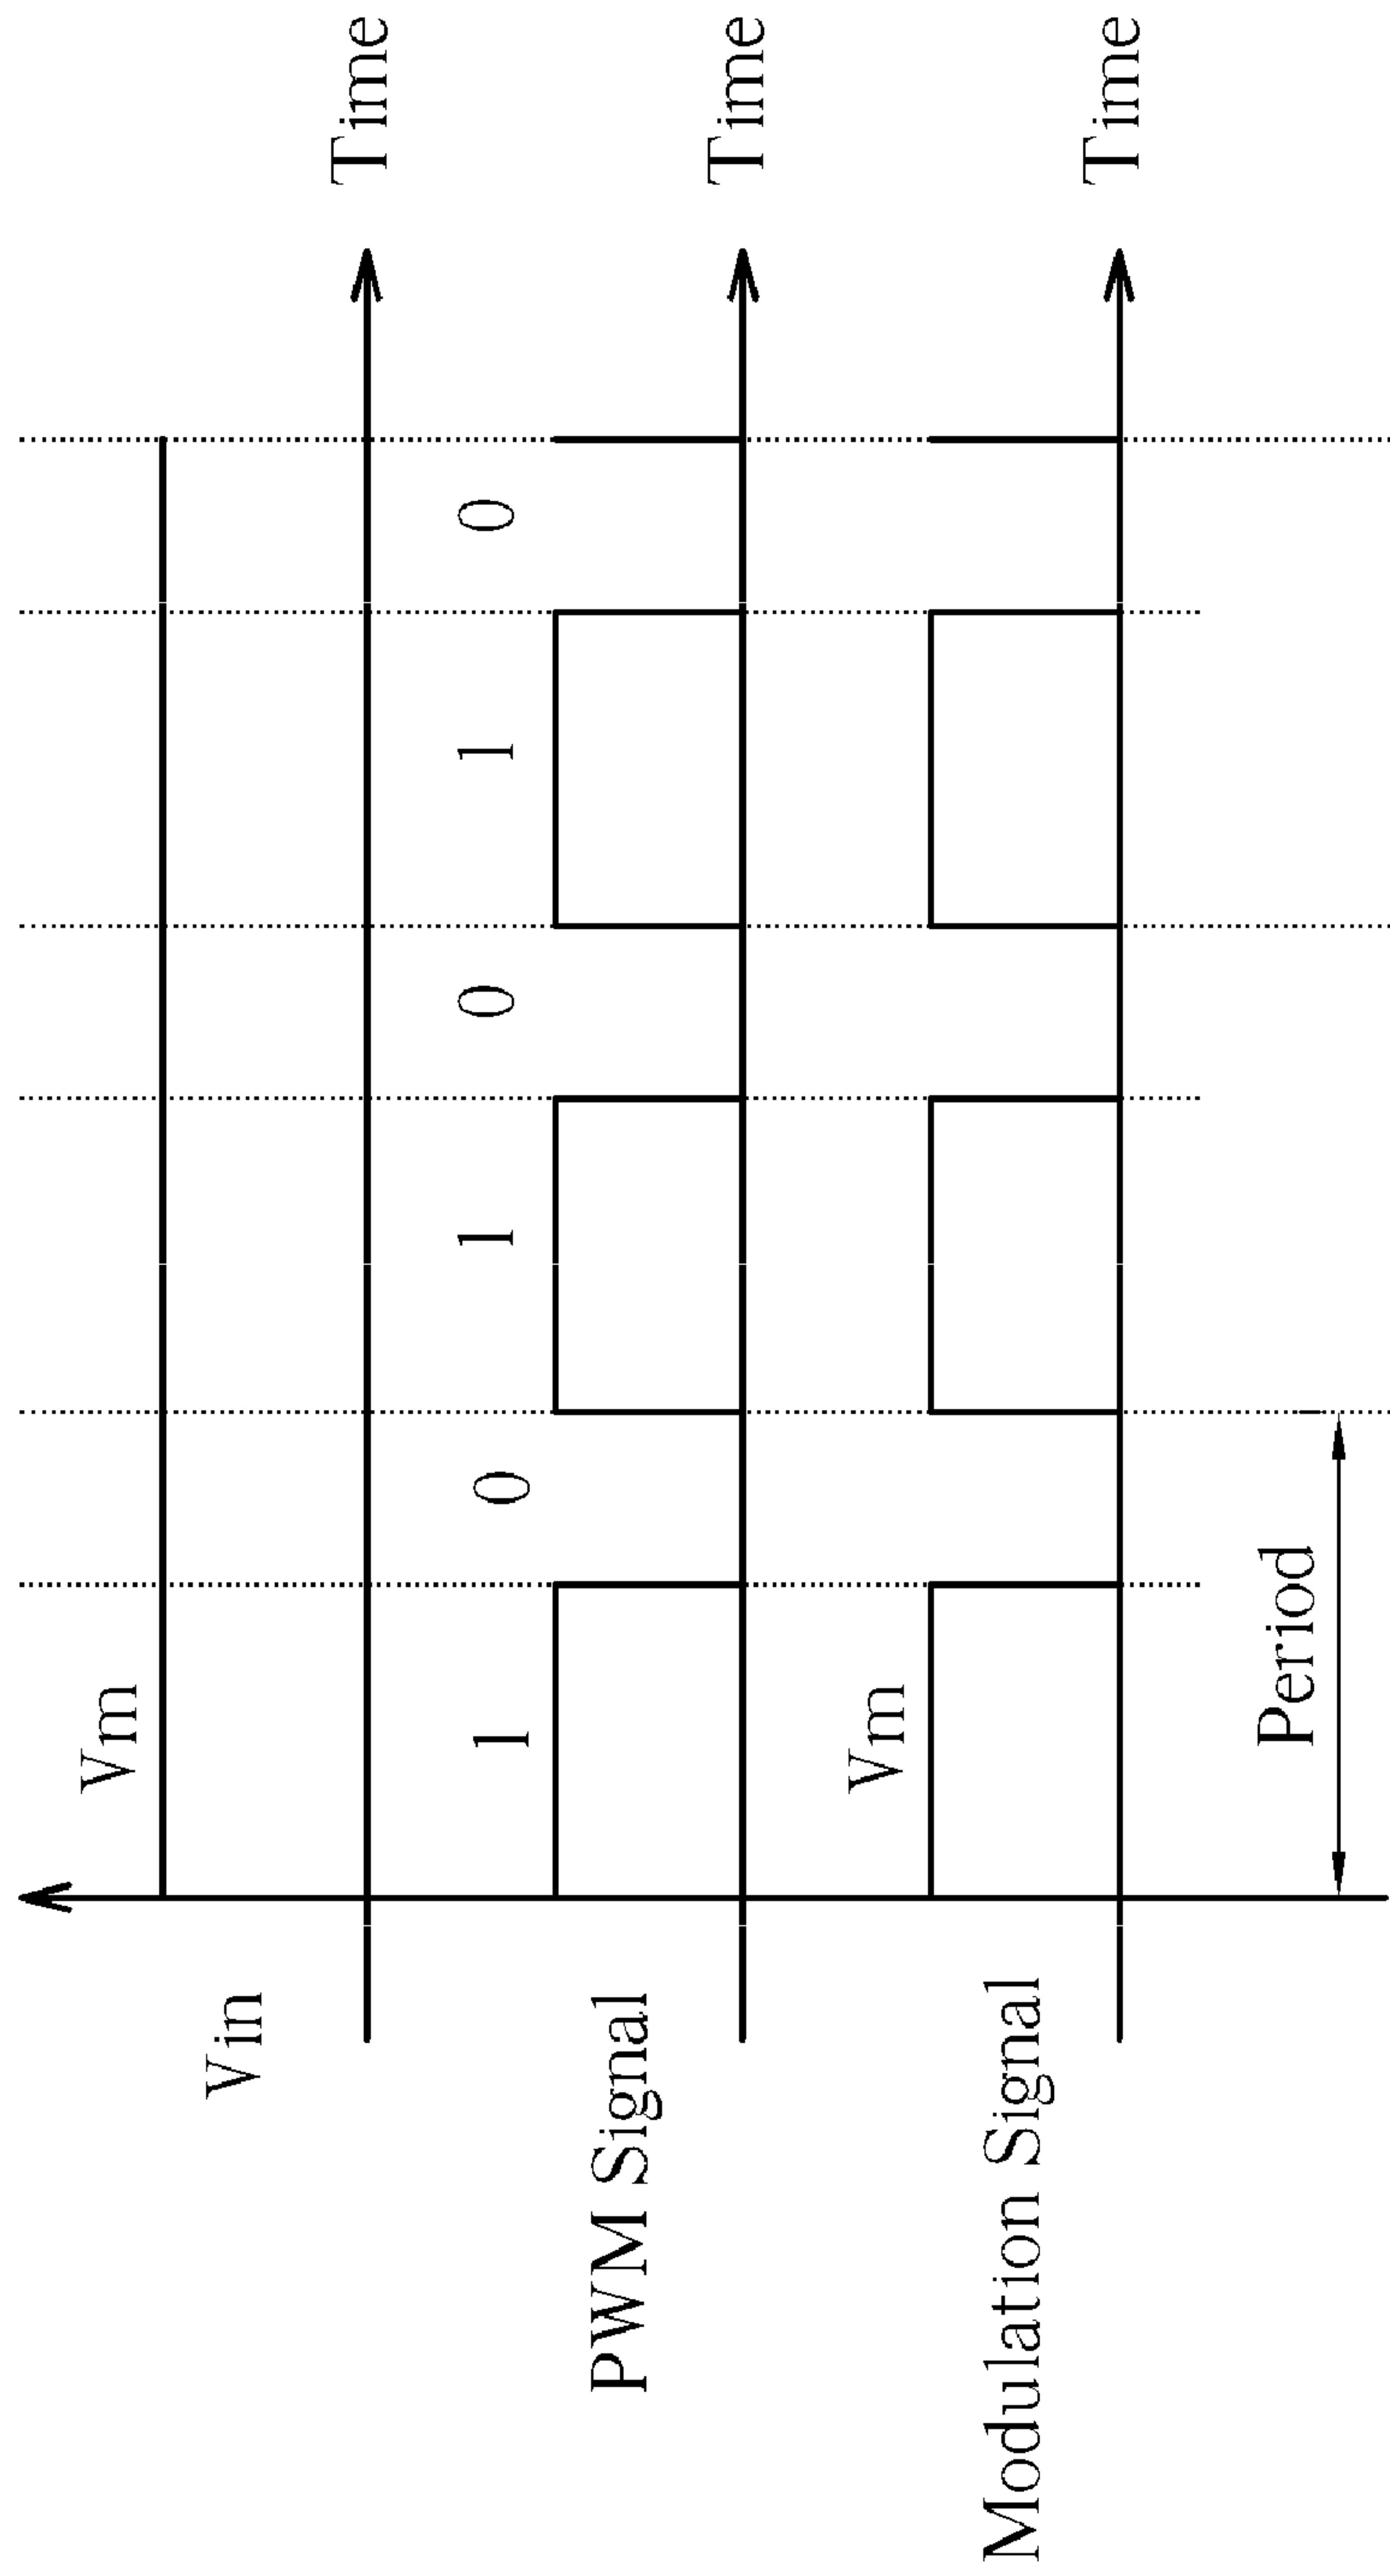 Vm
Vin
Time
1 0 1 0 1 0
PWM Signal
Time
Vm
Modulation Signal
Time
Period